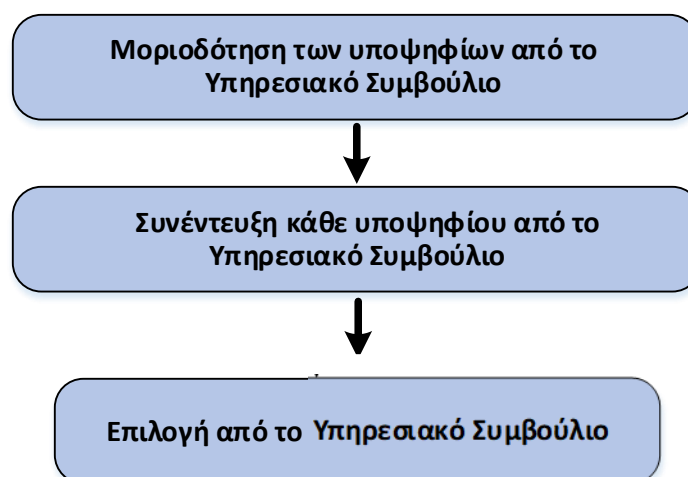 Μοριοδότηση των υποψηφίων από το
Υπηρεσιακό Συμβούλιο
Συνέντευξη κάθε υποψηφίου από το
Υπηρεσιακό Συμβούλιο
Επιλογή από το Υπηρεσιακό Συμβούλιο